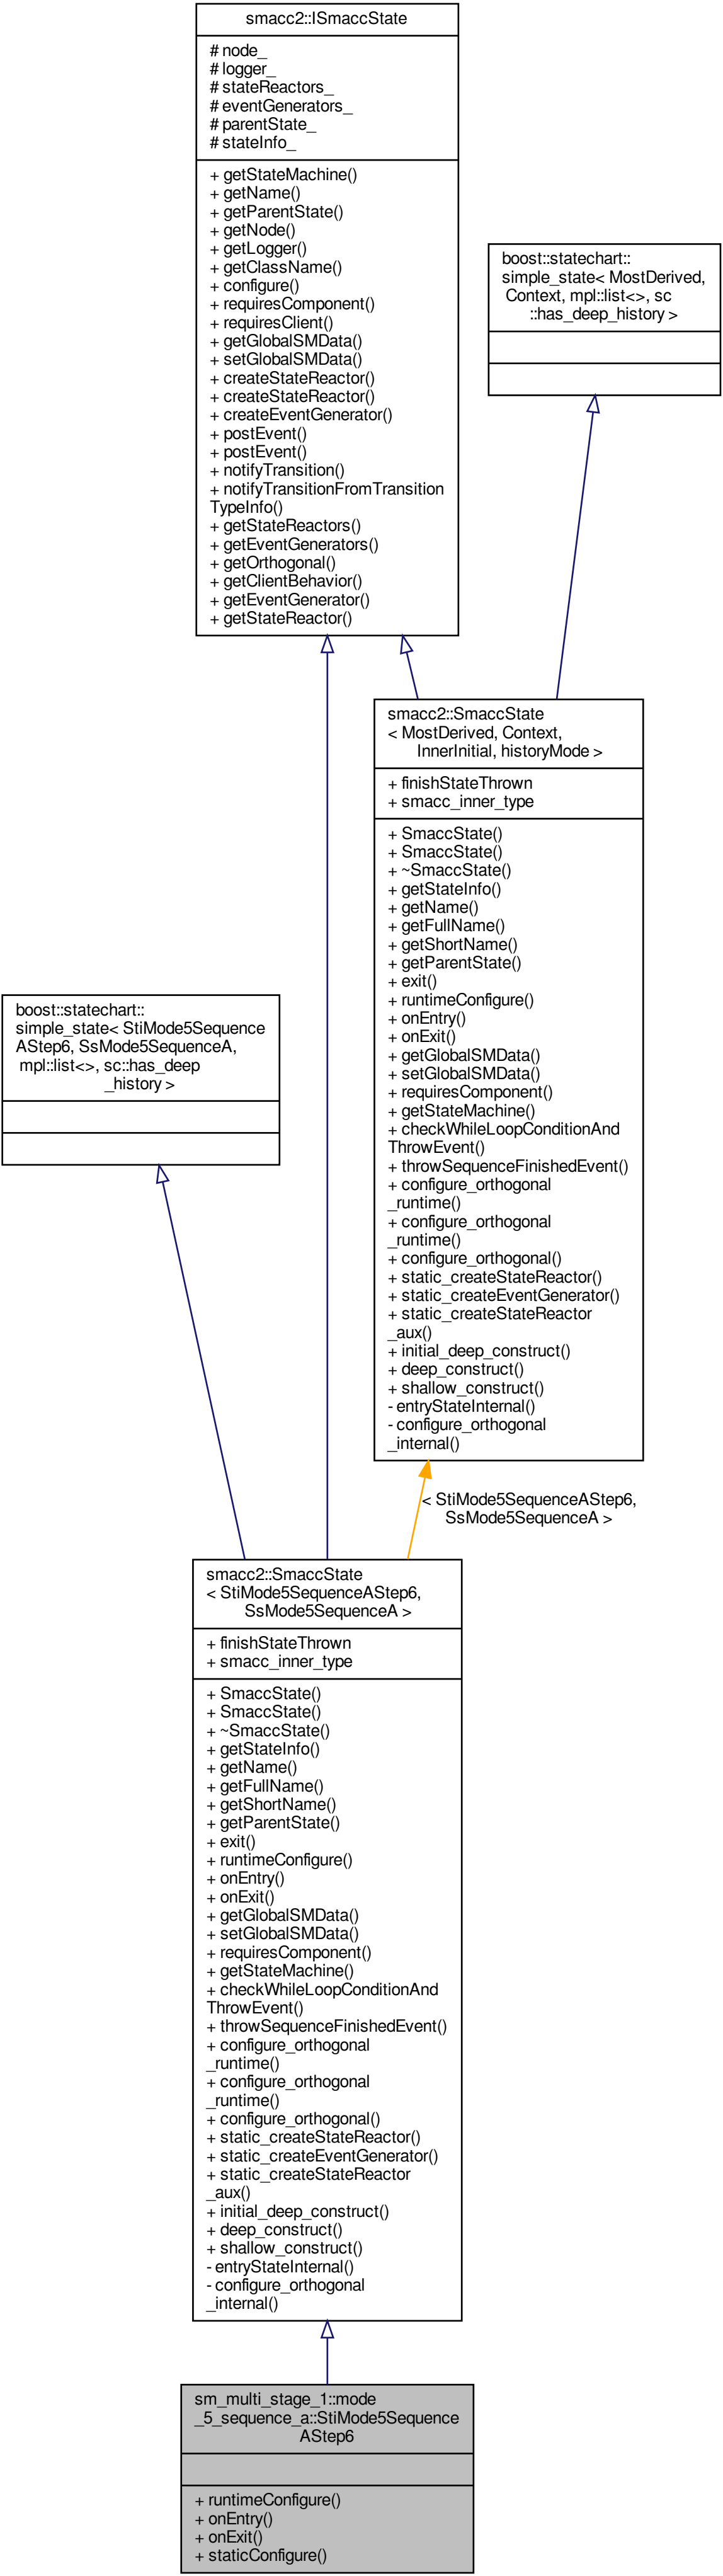 smacc2::ISmaccState
# node_
# logger_
# stateReactors_
# eventGenerators_
# parentState_
# stateInfo_
+ getStateMachine()
+ getName()
+ getParentState()
+ getNode()
+ getLogger()
+ getClassName()
+ configure()
+ requiresComponent()
+ requiresClient()
+ getGlobalSMData()
+ setGlobalSMData()
+ createStateReactor()
+ createStateReactor()
+ createEventGenerator()
+ postEvent()
+ postEvent()
+ notifyTransition()
+ notifyTransitionFromTransition
TypeInfo()
+ getStateReactors()
+ getEventGenerators()
+ getOrthogonal()
+ getClientBehavior()
+ getEventGenerator()
+ getStateReactor()
boost::statechart::
simple_state< MostDerived,
Context, mpl::list<>, sc
::has_deep_history >
smacc2::SmaccState
< MostDerived, Context,
InnerInitial, historyMode >
+ finishStateThrown
+ smacc_inner_type
+ SmaccState()
+ SmaccState()
+ ~SmaccState()
+ getStateInfo()
+ getName()
+ getFullName()
+ getShortName()
+ getParentState()
+ exit()
+ runtimeConfigure()
+ onEntry()
+ onExit()
+ getGlobalSMData()
+ setGlobalSMData()
+ requiresComponent()
+ getStateMachine()
+ checkWhileLoopConditionAnd
ThrowEvent()
+ throwSequenceFinishedEvent()
+ configure_orthogonal
_runtime()
+ configure_orthogonal
_runtime()
+ configure_orthogonal()
+ static_createStateReactor()
+ static_createEventGenerator()
+ static_createStateReactor
_aux()
+ initial_deep_construct()
+ deep_construct()
+ shallow_construct()
- entryStateInternal()
- configure_orthogonal
_internal()
boost::statechart::
simple_state< StiMode5Sequence
AStep6, SsMode5SequenceA,
mpl::list<>, sc::has_deep
_history >
< StiMode5SequenceAStep6,
SsMode5SequenceA >
smacc2::SmaccState
< StiMode5SequenceAStep6,
SsMode5SequenceA >
+ finishStateThrown
+ smacc_inner_type
+ SmaccState()
+ SmaccState()
+ ~SmaccState()
+ getStateInfo()
+ getName()
+ getFullName()
+ getShortName()
+ getParentState()
+ exit()
+ runtimeConfigure()
+ onEntry()
+ onExit()
+ getGlobalSMData()
+ setGlobalSMData()
+ requiresComponent()
+ getStateMachine()
+ checkWhileLoopConditionAnd
ThrowEvent()
+ throwSequenceFinishedEvent()
+ configure_orthogonal
_runtime()
+ configure_orthogonal
_runtime()
+ configure_orthogonal()
+ static_createStateReactor()
+ static_createEventGenerator()
+ static_createStateReactor
_aux()
+ initial_deep_construct()
+ deep_construct()
+ shallow_construct()
- entryStateInternal()
- configure_orthogonal
_internal()
sm_multi_stage_1::mode
_5_sequence_a::StiMode5Sequence
AStep6
+ runtimeConfigure()
+ onEntry()
+ onExit()
+ staticConfigure()